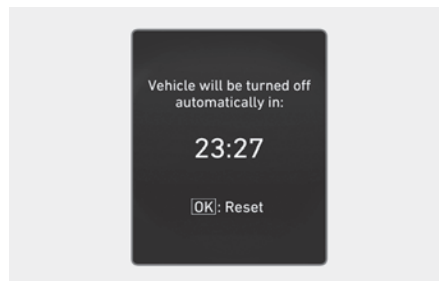 Vehicle will be turned off
automatically in:
23:27
OK: Reset